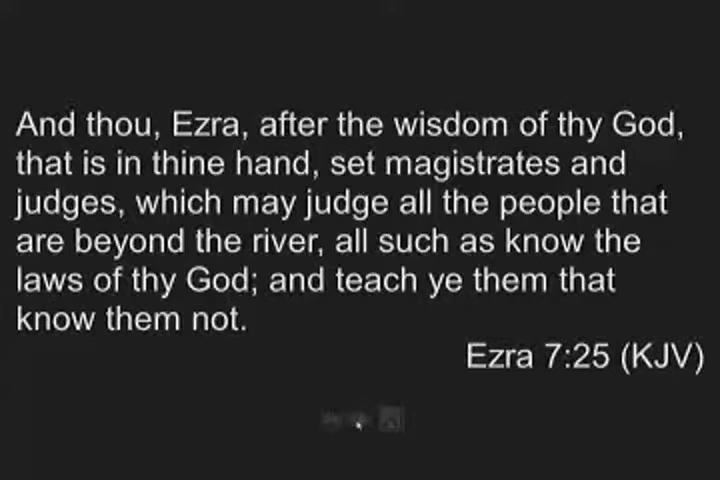 And thou, Ezra, after the wisdom of thy God,
that is in thine hand, set magistrates and
judges, which may judge all the people that
are beyond the river, all such as know the
laws of thy God; and teach ye them that
know them not.
Ezra 7:25 (KJV)